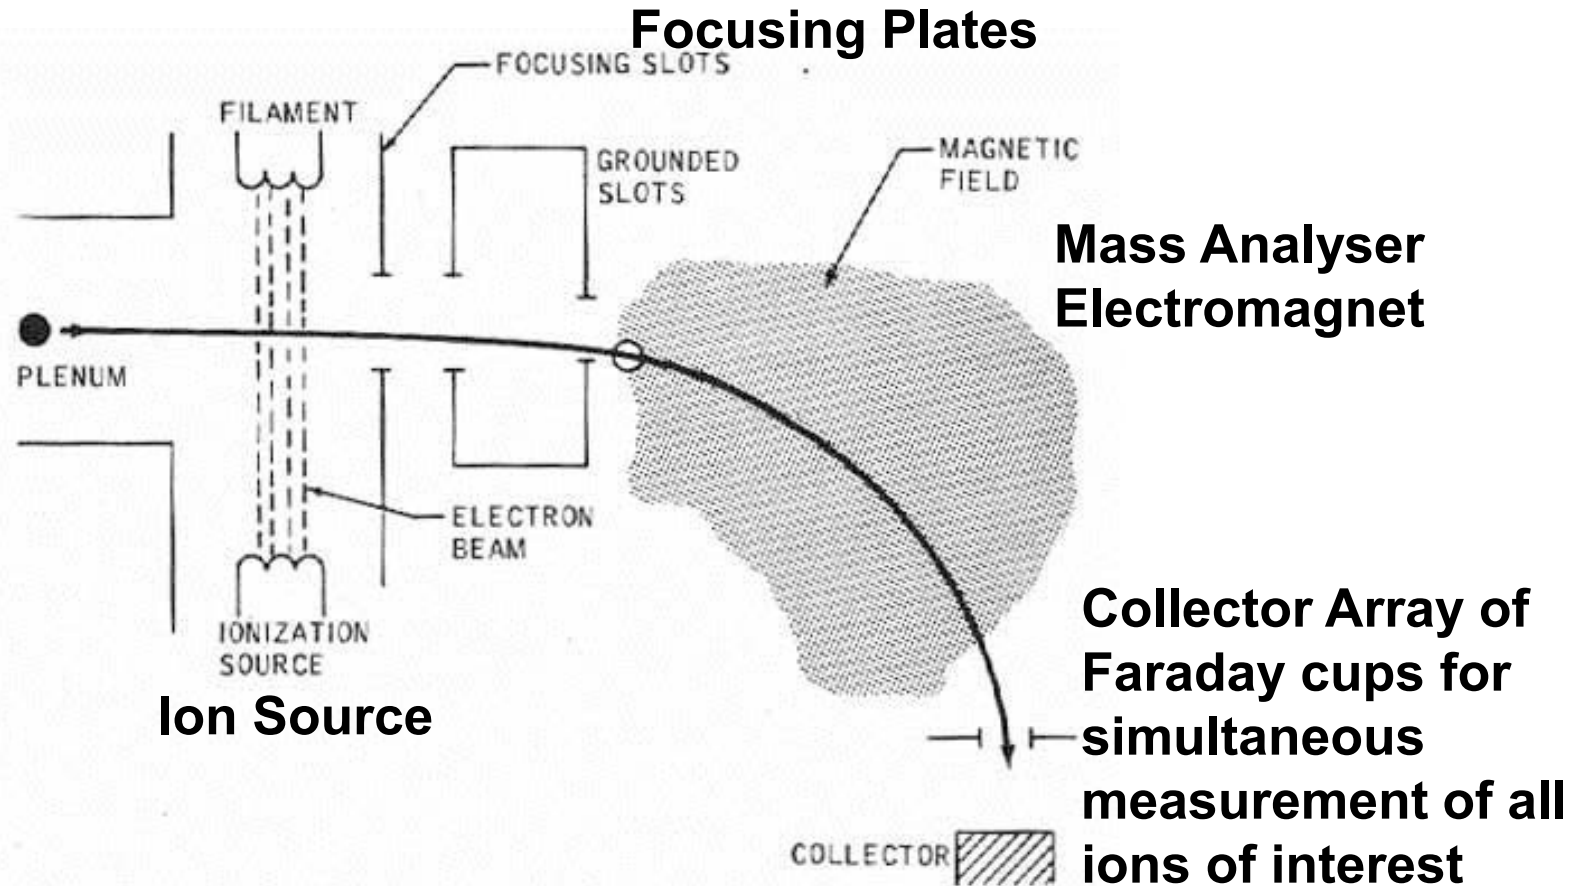 Focusing Plates
FOCUSING SLOTS
FILAMENT
GROUNDED
SLOTS
MAGNETIC
FIELD
Mass Analyser
Electromagnet
PLENUM
ELECTRON
BEAM
IONIZATION
SOURCE
Ion Source
Collector Array of
Faraday cups for
simultaneous
measurement of all
ions of interest
COLLECTOR